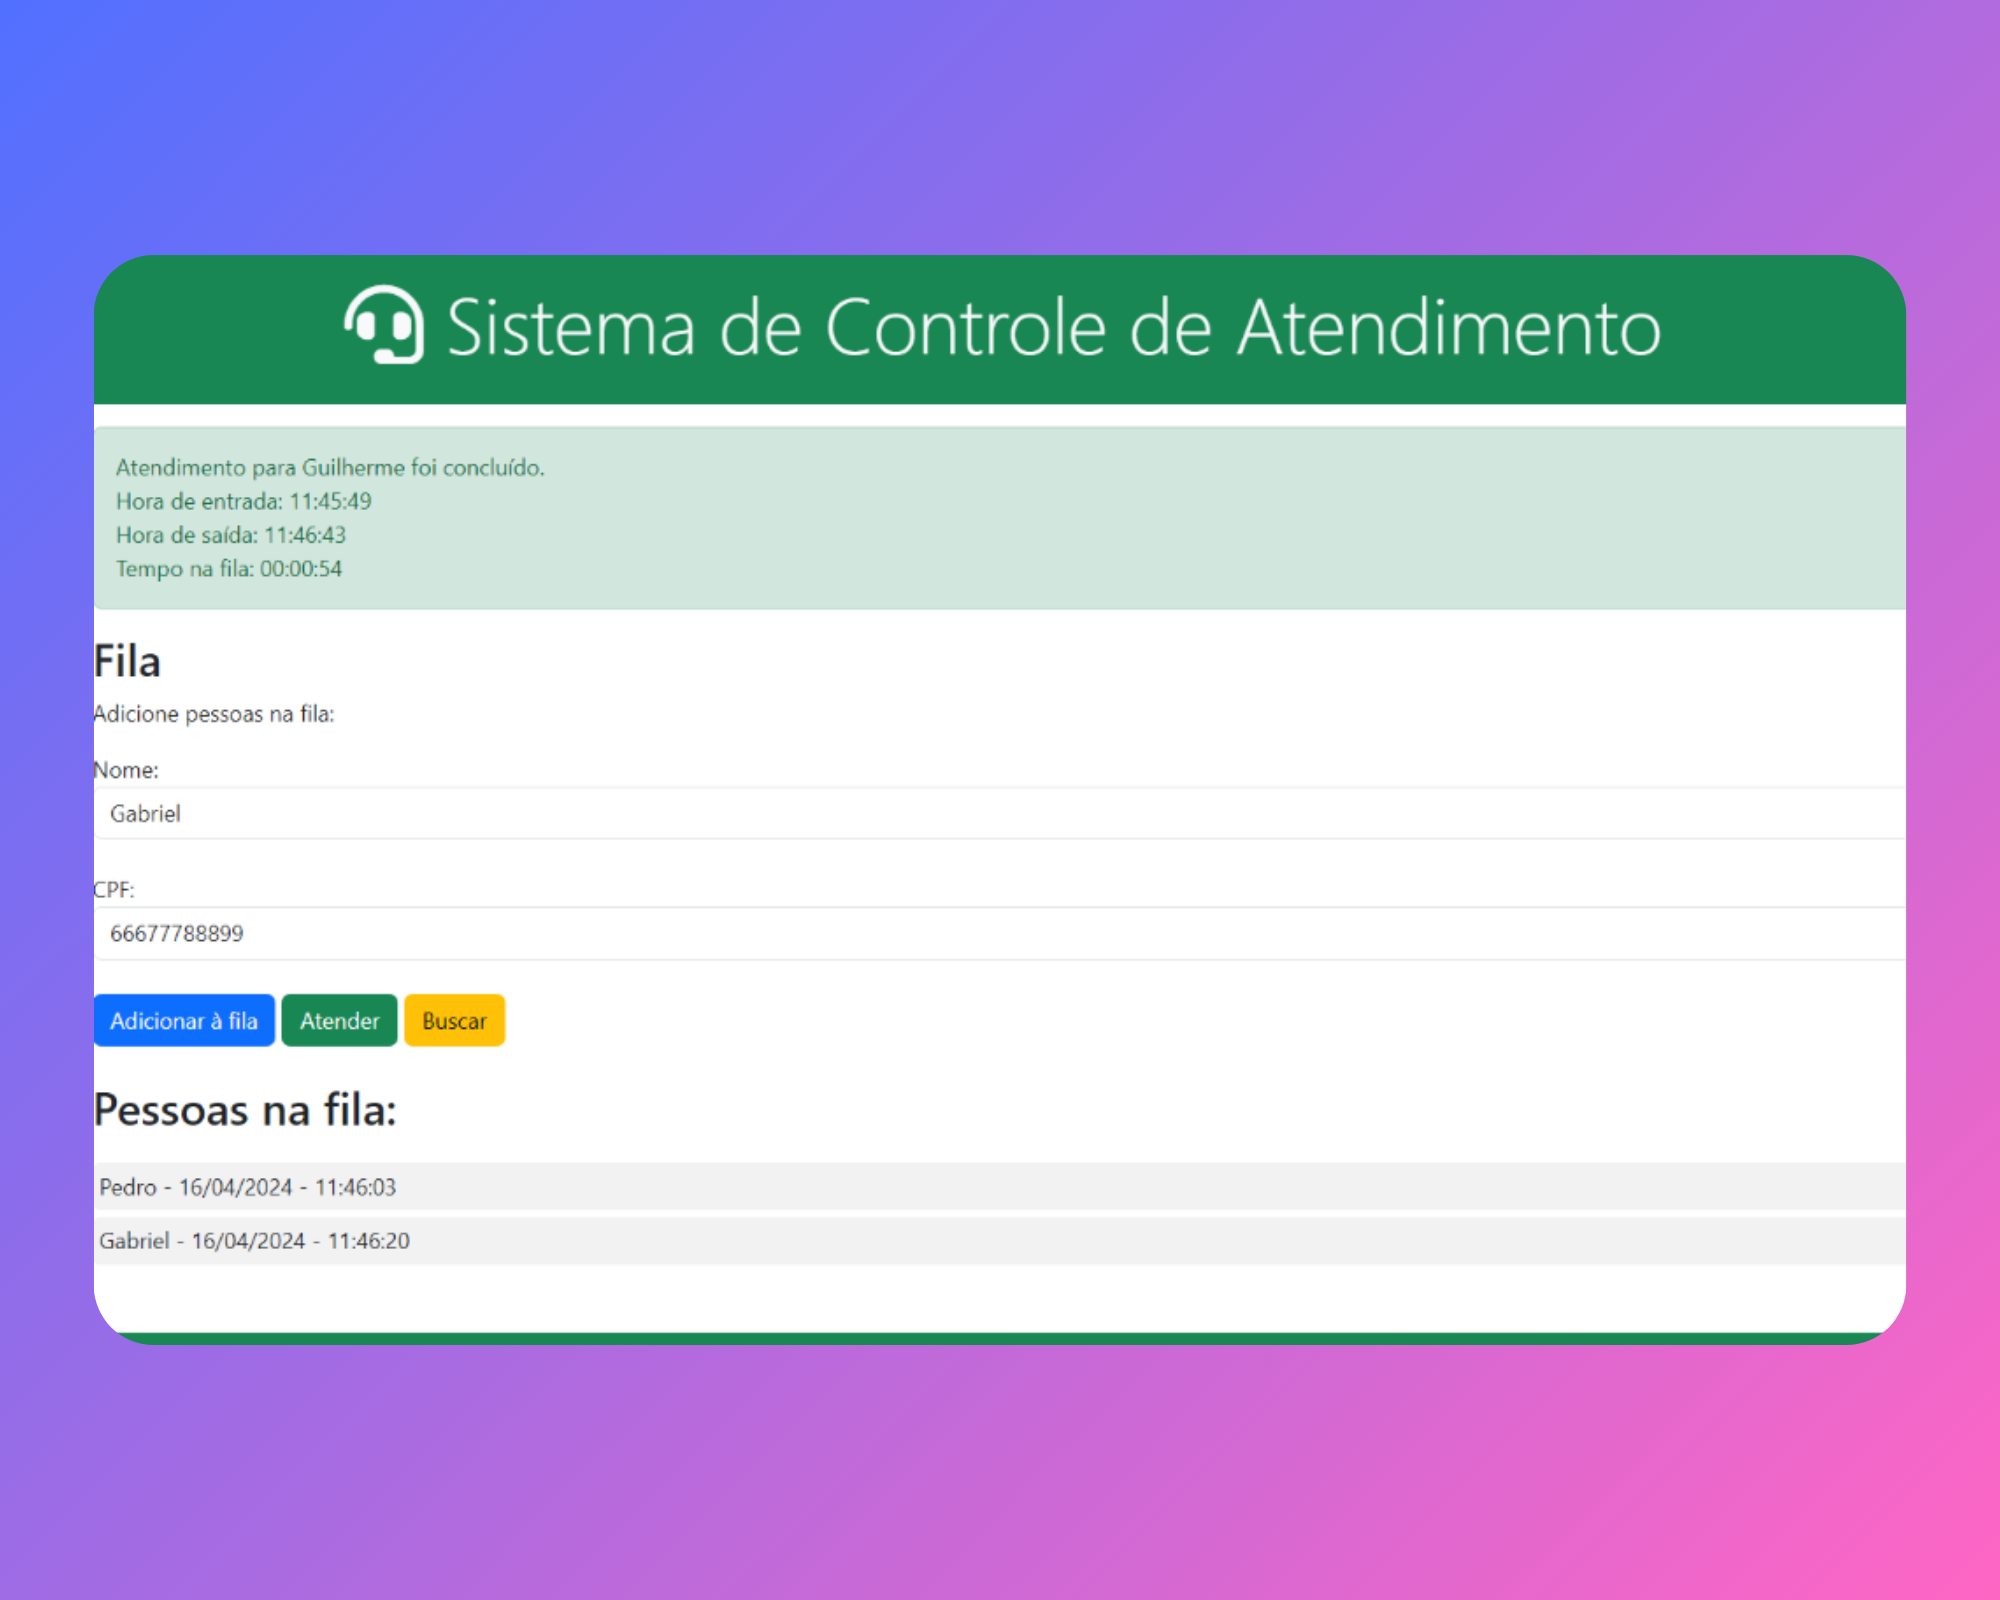 Sistema de Controle de Atendimento
Atendimento para Guilherme foi concluído.
Hora de entrada: 11:45:49
Hora de saída: 11:46:43
Tempo na fila: 00:00:54
Fila
Adicione pessoas na fila:
Nome:
Gabriel
CPF:
66677788899
Adicionar à fila Atender Buscar
Pessoas na fila:
Pedro - 16/04/2024 - 11:46:03
Gabriel - 16/04/2024 - 11:46:20